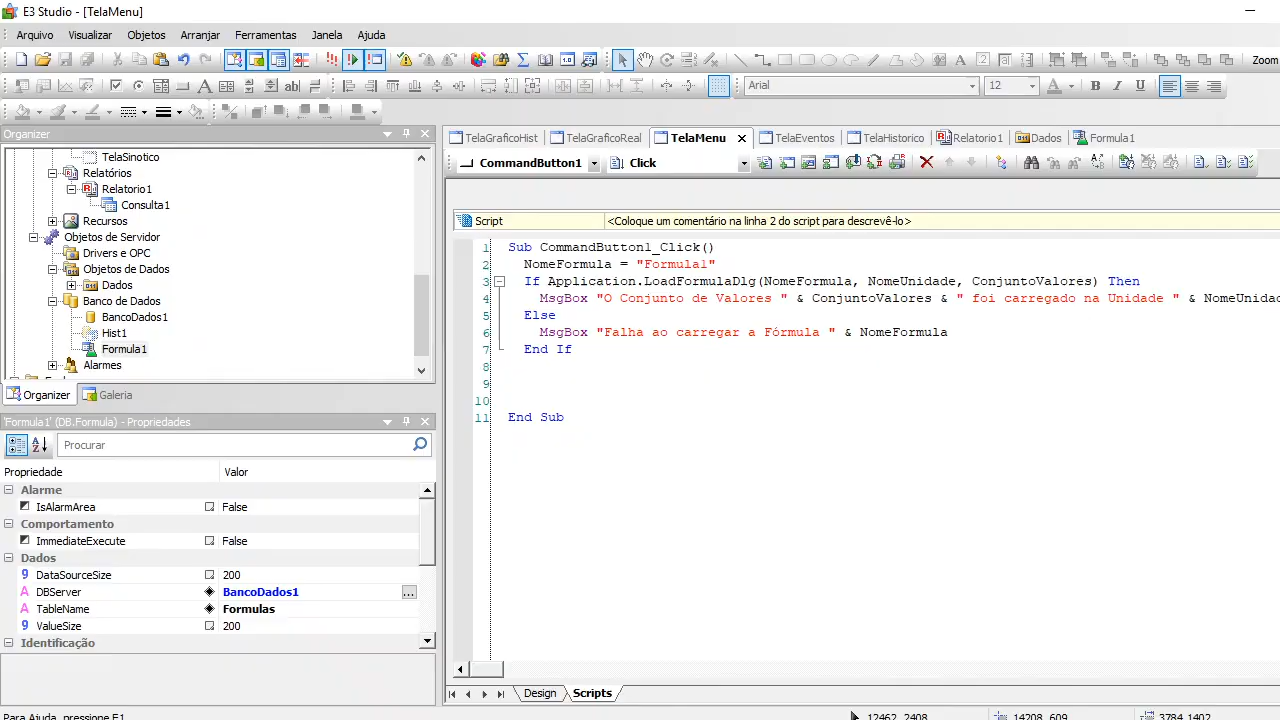 E3 Studio - [TelaMenu]
Arquivo Visualizar Objetos Arranjar Ferramentas Janela Ajuda
Zoom
Arial 12 B I U
Organizer
TelaSinotico
Relatórios
Relatorio1
Consulta1
Recursos
Objetos de Servidor
Drivers e OPC
Objetos de Dados
Dados
Banco de Dados
BancoDados1
Hist1
Formula1
Alarmes
Organizer Galeria
'Formula1' (DB.Formula) - Propriedades
Procurar
Propriedade Valor
Alarme
IsAlarmArea False
Comportamento
ImmediateExecute False
Dados
DataSourceSize 200
DBServer BancoDados1 ...
TableName Formulas
ValueSize 200
Identificação
TelaGraficoHist TelaGraficoReal TelaMenu TelaEventos TelaHistorico Relatorio1 Dados Formula1
CommandButton1 Click
Script <Coloque um comentário na linha 2 do script para descrevê-lo>
1 Sub CommandButton1_Click()
2 NomeFormula = "Formula1"
3 If Application.LoadFormulaDlg(NomeFormula, NomeUnidade, ConjuntoValores) Then
4 MsgBox "O Conjunto de Valores " & ConjuntoValores & " foi carregado na Unidade " & NomeUnida
5 Else
6 MsgBox "Falha ao carregar a Fórmula " & NomeFormula
7 End If
8
9
10
11 End Sub
Design Scripts
Para Ajuda, pressione F1
12462, 2408 14208, 609 3784,1402